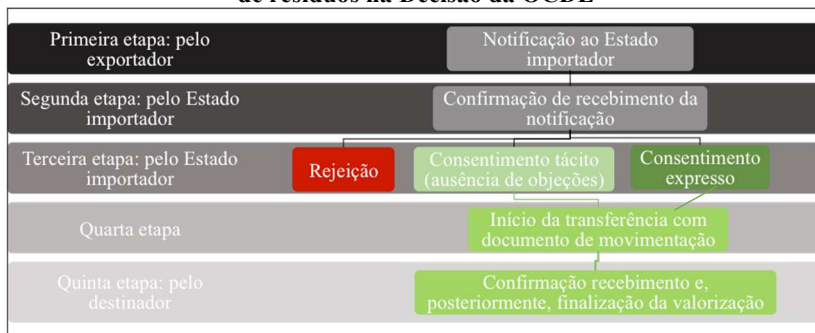 de resíduos na Decisão da OCDE
Primeira etapa: pelo
exportador
Notificação ao Estado
importador
Segunda etapa: pelo Estado
importador
Confirmação de recebimento da
notificação
Terceira etapa: pelo Estado
importador
Rejeição
Consentimento tácito
(ausência de objeções)
Consentimento
expresso
Quarta etapa
Início da transferência com
documento de movimentação
Quinta etapa: pelo
destinador
Confirmação recebimento e,
posteriormente, finalização da valorização